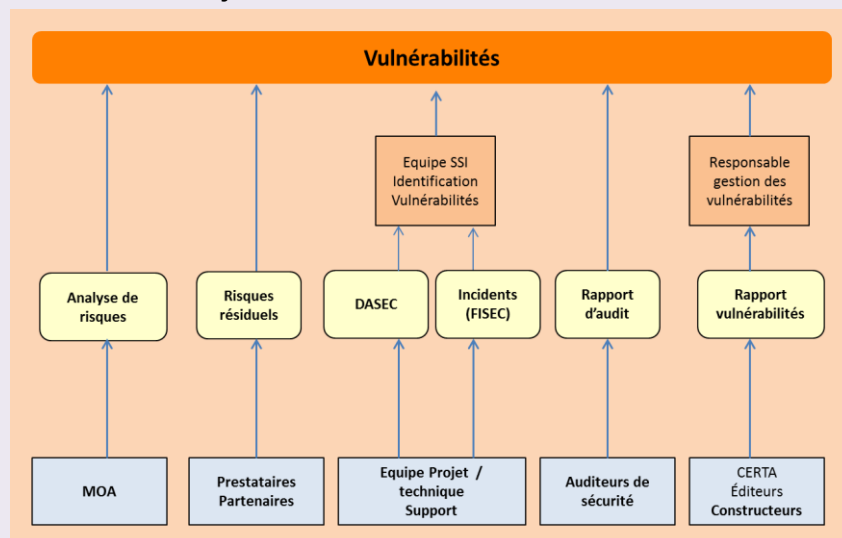 Vulnérabilités
Equipe SSI
Identification
Vulnérabilités
Responsable
gestion des
vulnérabilités
Analyse de
risques
Risques
résiduels
DASEC
Incidents
(FISEC)
Rapport
d'audit
Rapport
vulnérabilités
MOA
Prestataires
Partenaires
Equipe Projet /
technique
Support
Auditeurs de
sécurité
CERTA
Éditeurs
Constructeurs